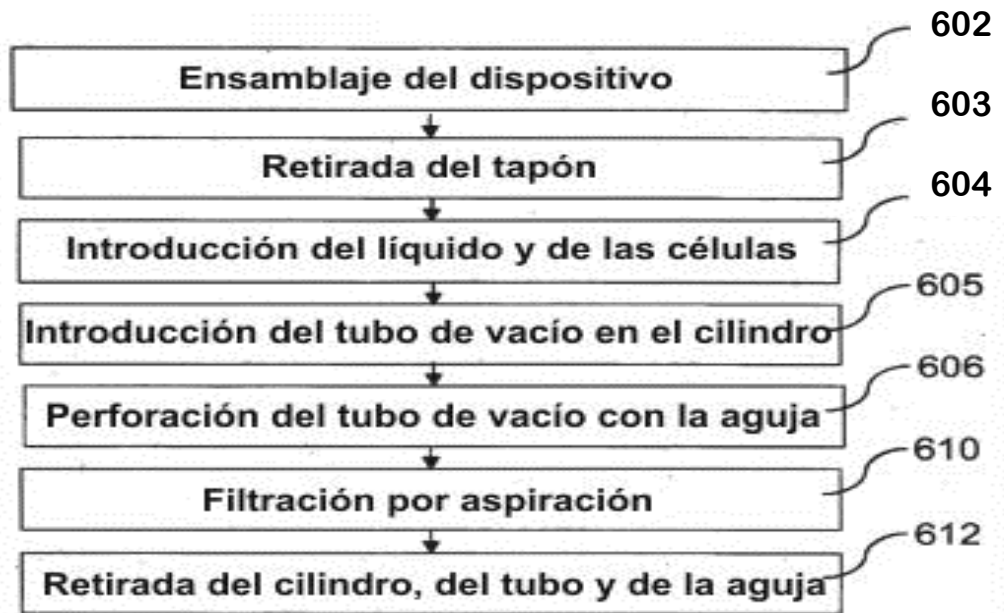 602
Ensamblaje del dispositivo
603
Retirada del tapón
604
Introducción del líquido y de las células
605
Introducción del tubo de vacío en el cilindro
606
Perforación del tubo de vacío con la aguja
610
Filtración por aspiración
612
Retirada del cilindro, del tubo y de la aguja